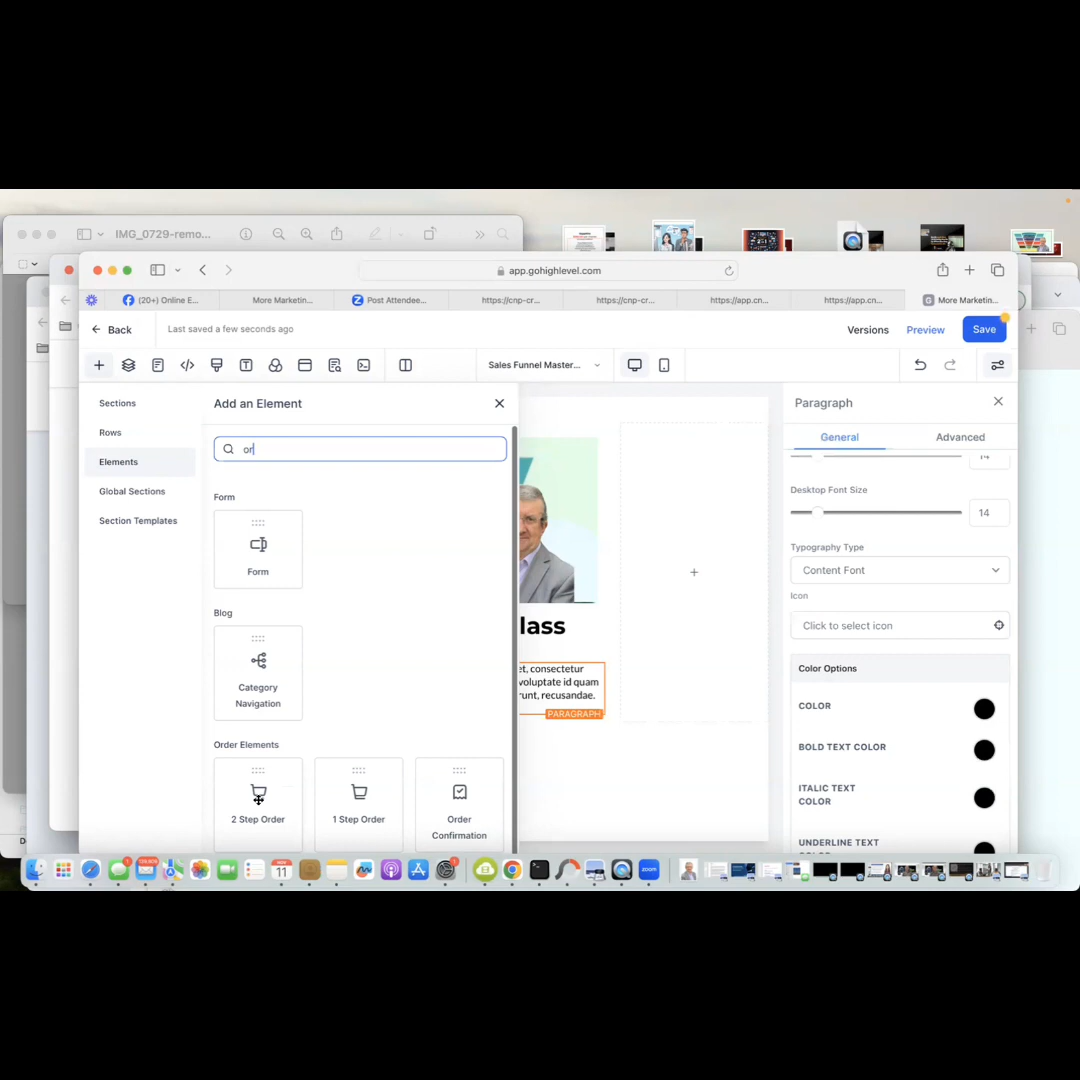 IMG_0729-remo...
app.gohighlevel.com
(20+) Online E...
More Marketin...
Post Attendee...
https://cnp-cr...
https://cnp-cr...
https://app.cn...
https://app.cn...
More Marketin...
Back
Last saved a few seconds ago
Versions
Preview
Save
Sales Funnel Master...
Sections
Rows
Elements
Global Sections
Section Templates
Add an Element
or
Form
Form
Blog
Category
Navigation
Order Elements
2 Step Order
1 Step Order
Order
Confirmation
lass
et, consectetur
voluptate id quam
runt, recusandae.
PARAGRAPH
Paragraph
General
Advanced
14
Desktop Font Size
14
Typography Type
Content Font
Icon
Click to select icon
Color Options
COLOR
BOLD TEXT COLOR
ITALIC TEXT
COLOR
UNDERLINE TEXT
11
zoom